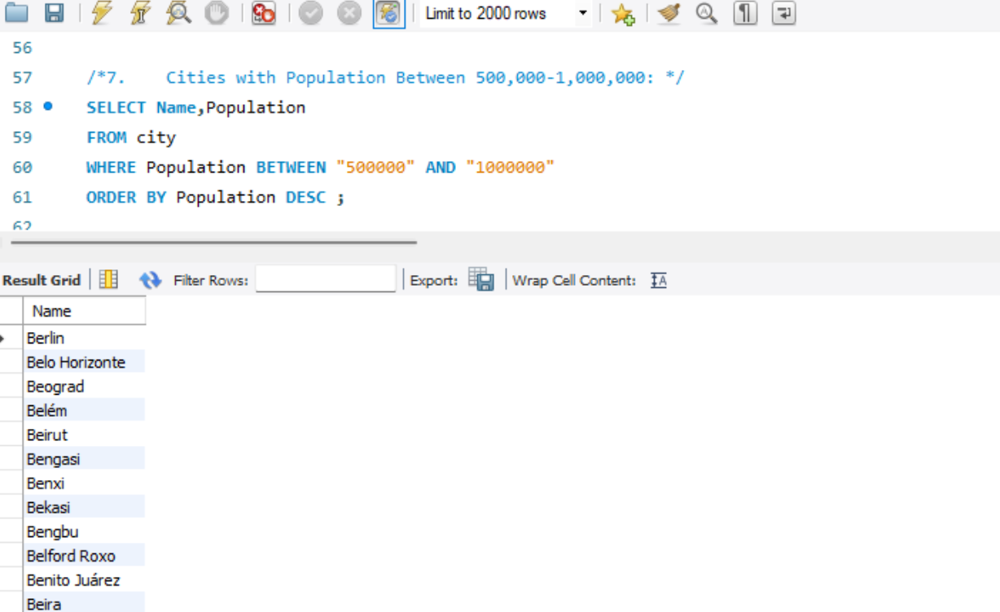 Limit to 2000 rows
56
57 /*7. Cities with Population Between 500,000-1,000,000: */
58 SELECT Name,Population
59 FROM city
60 WHERE Population BETWEEN "500000" AND "1000000"
61 ORDER BY Population DESC ;
62
Result Grid Filter Rows: Export: Wrap Cell Content: IA
Name
Berlin
Belo Horizonte
Beograd
Belém
Beirut
Bengasi
Benxi
Bekasi
Bengbu
Belford Roxo
Benito Juárez
Beira